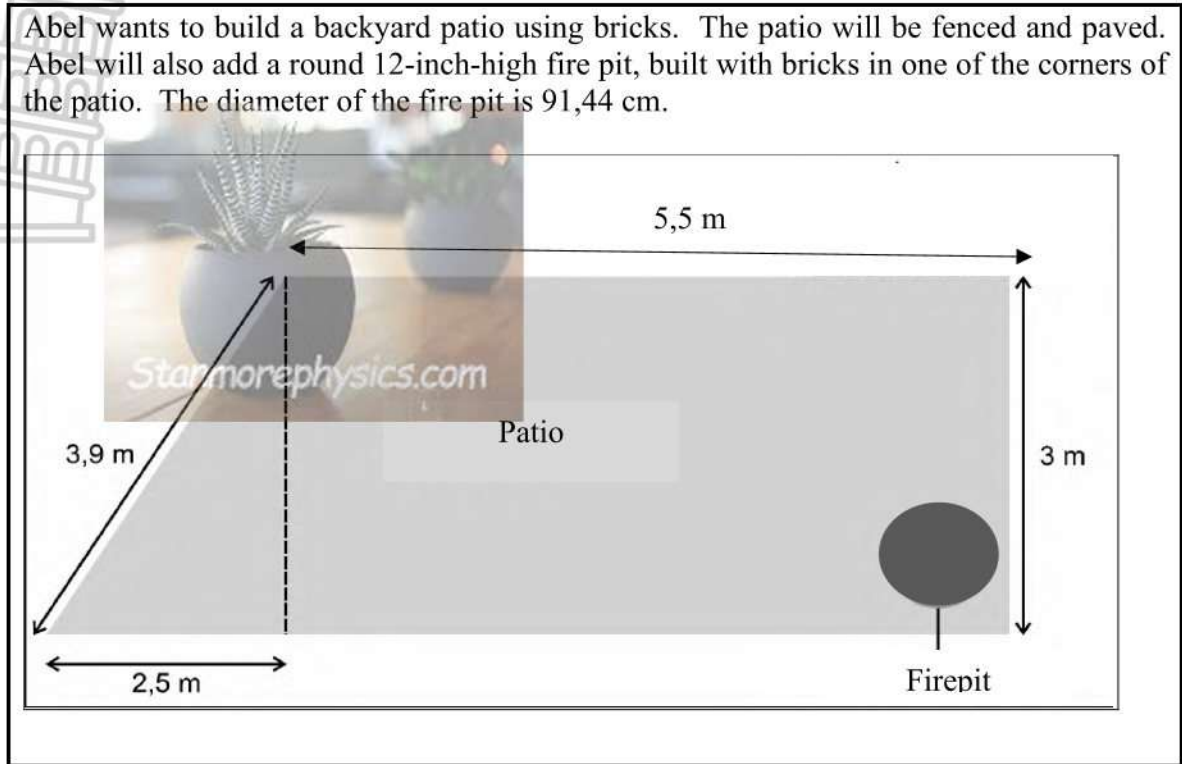 Abel wants to build a backyard patio using bricks. The patio will be fenced and paved.
Abel will also add a round 12-inch-high fire pit, built with bricks in one of the corners of
the patio. The diameter of the fire pit is 91,44 cm.
5,5 m
Stanmorephysics.com
Patio
3,9 m
3 m
2,5 m
Firepit